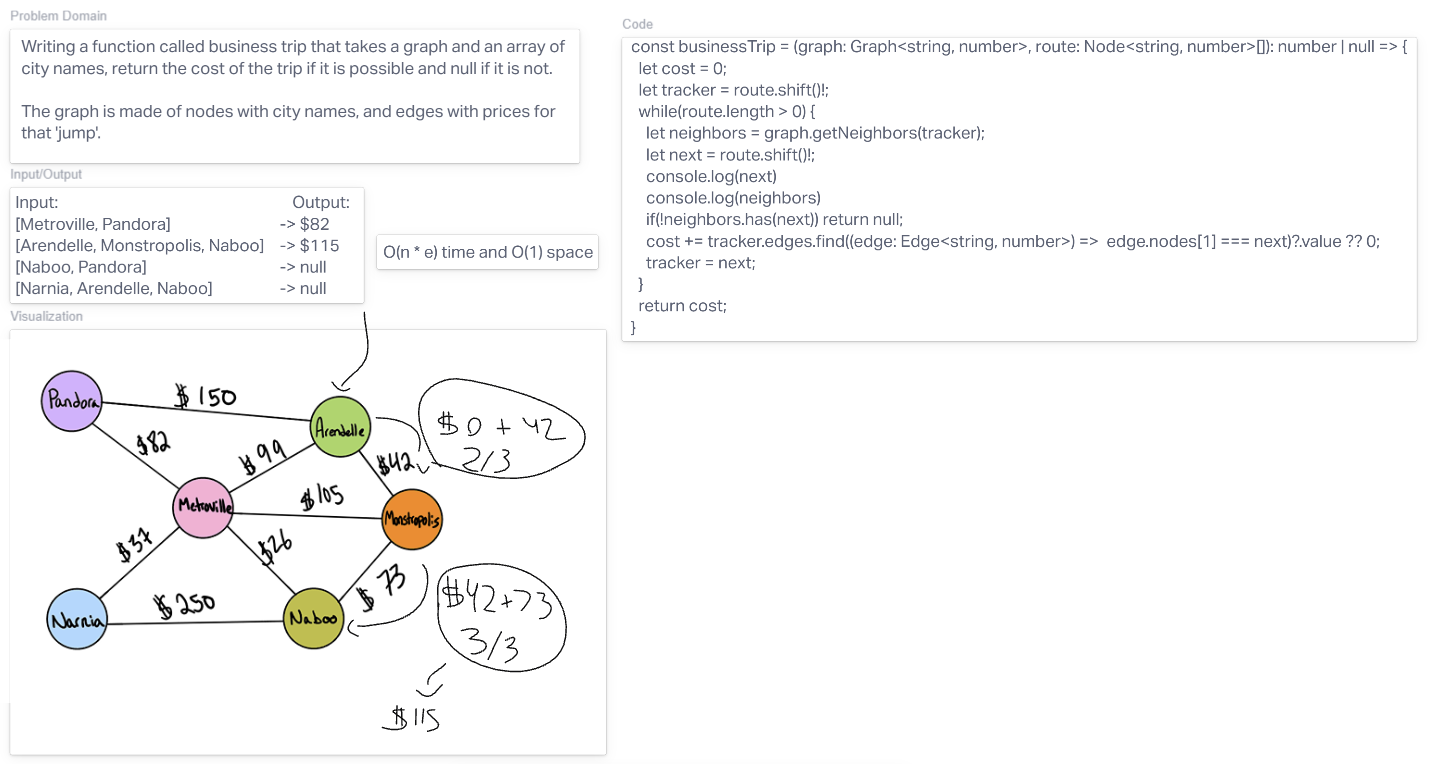 Problem Domain
Writing a function called business trip that takes a graph and an array of
city names, return the cost of the trip if it is possible and null if it is not.
The graph is made of nodes with city names, and edges with prices for
that 'jump'.
Input/Output
Input: Output:
[Metroville, Pandora] -> $82
[Arendelle, Monstropolis, Naboo] -> $115
[Naboo, Pandora] -> null
[Narnia, Arendelle, Naboo] -> null
O(n * e) time and O(1) space
Visualization
Pandora
$150
Arendelle
$82
$99
$42
$0 + 42
2/3
Metroville
$105
Monstropolis
$37
$26
$73
$42+73
3/3
Narnia
$250
Naboo
$115
Code
const businessTrip = (graph: Graph<string, number>, route: Node<string, number>[]): number | null => {
let cost = 0;
let tracker = route.shift()!;
while(route.length > 0) {
let neighbors = graph.getNeighbors(tracker);
let next = route.shift()!;
console.log(next)
console.log(neighbors)
if(!neighbors.has(next)) return null;
cost += tracker.edges.find((edge: Edge<string, number>) => edge.nodes[1] === next)?.value ?? 0;
tracker = next;
}
return cost;
}